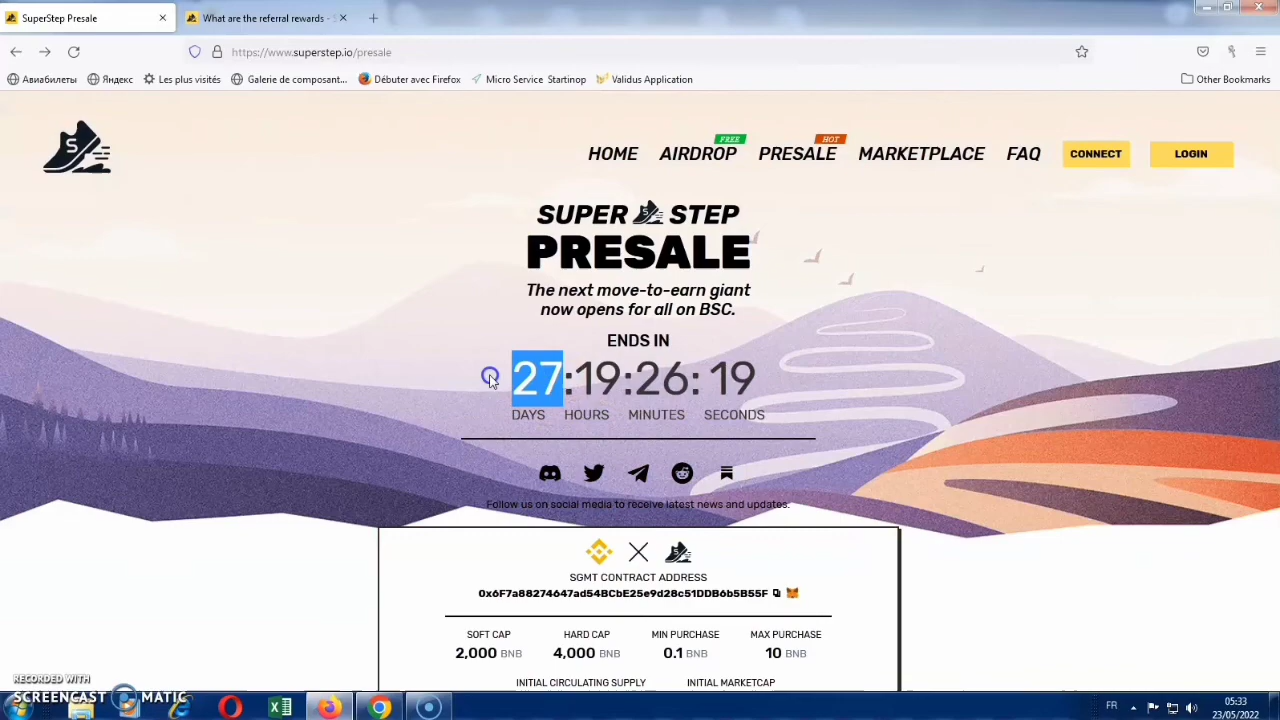 SuperStep Presale
What are the referral rewards - S
https://www.superstep.io/presale
Авиабилеты
Яндекс
Les plus visités
Galerie de composant...
Débuter avec Firefox
Micro Service Startinop
Validus Application
Other Bookmarks
FREE
HOT
HOME
AIRDROP
PRESALE
MARKETPLACE
FAQ
CONNECT
LOGIN
SUPER STEP
PRESALE
The next move-to-earn giant
now opens for all on BSC.
ENDS IN
27:19:26:19
DAYS HOURS MINUTES SECONDS
Follow us on social media to receive latest news and updates.
SGMT CONTRACT ADDRESS
0x6F7a88274647ad54BCbE25e9d28c51DDB6b5B55F
SOFT CAP HARD CAP MIN PURCHASE MAX PURCHASE
2,000 BNB 4,000 BNB 0.1 BNB 10 BNB
INITIAL CIRCULATING SUPPLY INITIAL MARKETCAP
RECORDED WITH
SCREENCAST MATIC
FR
05:33
23/05/2022